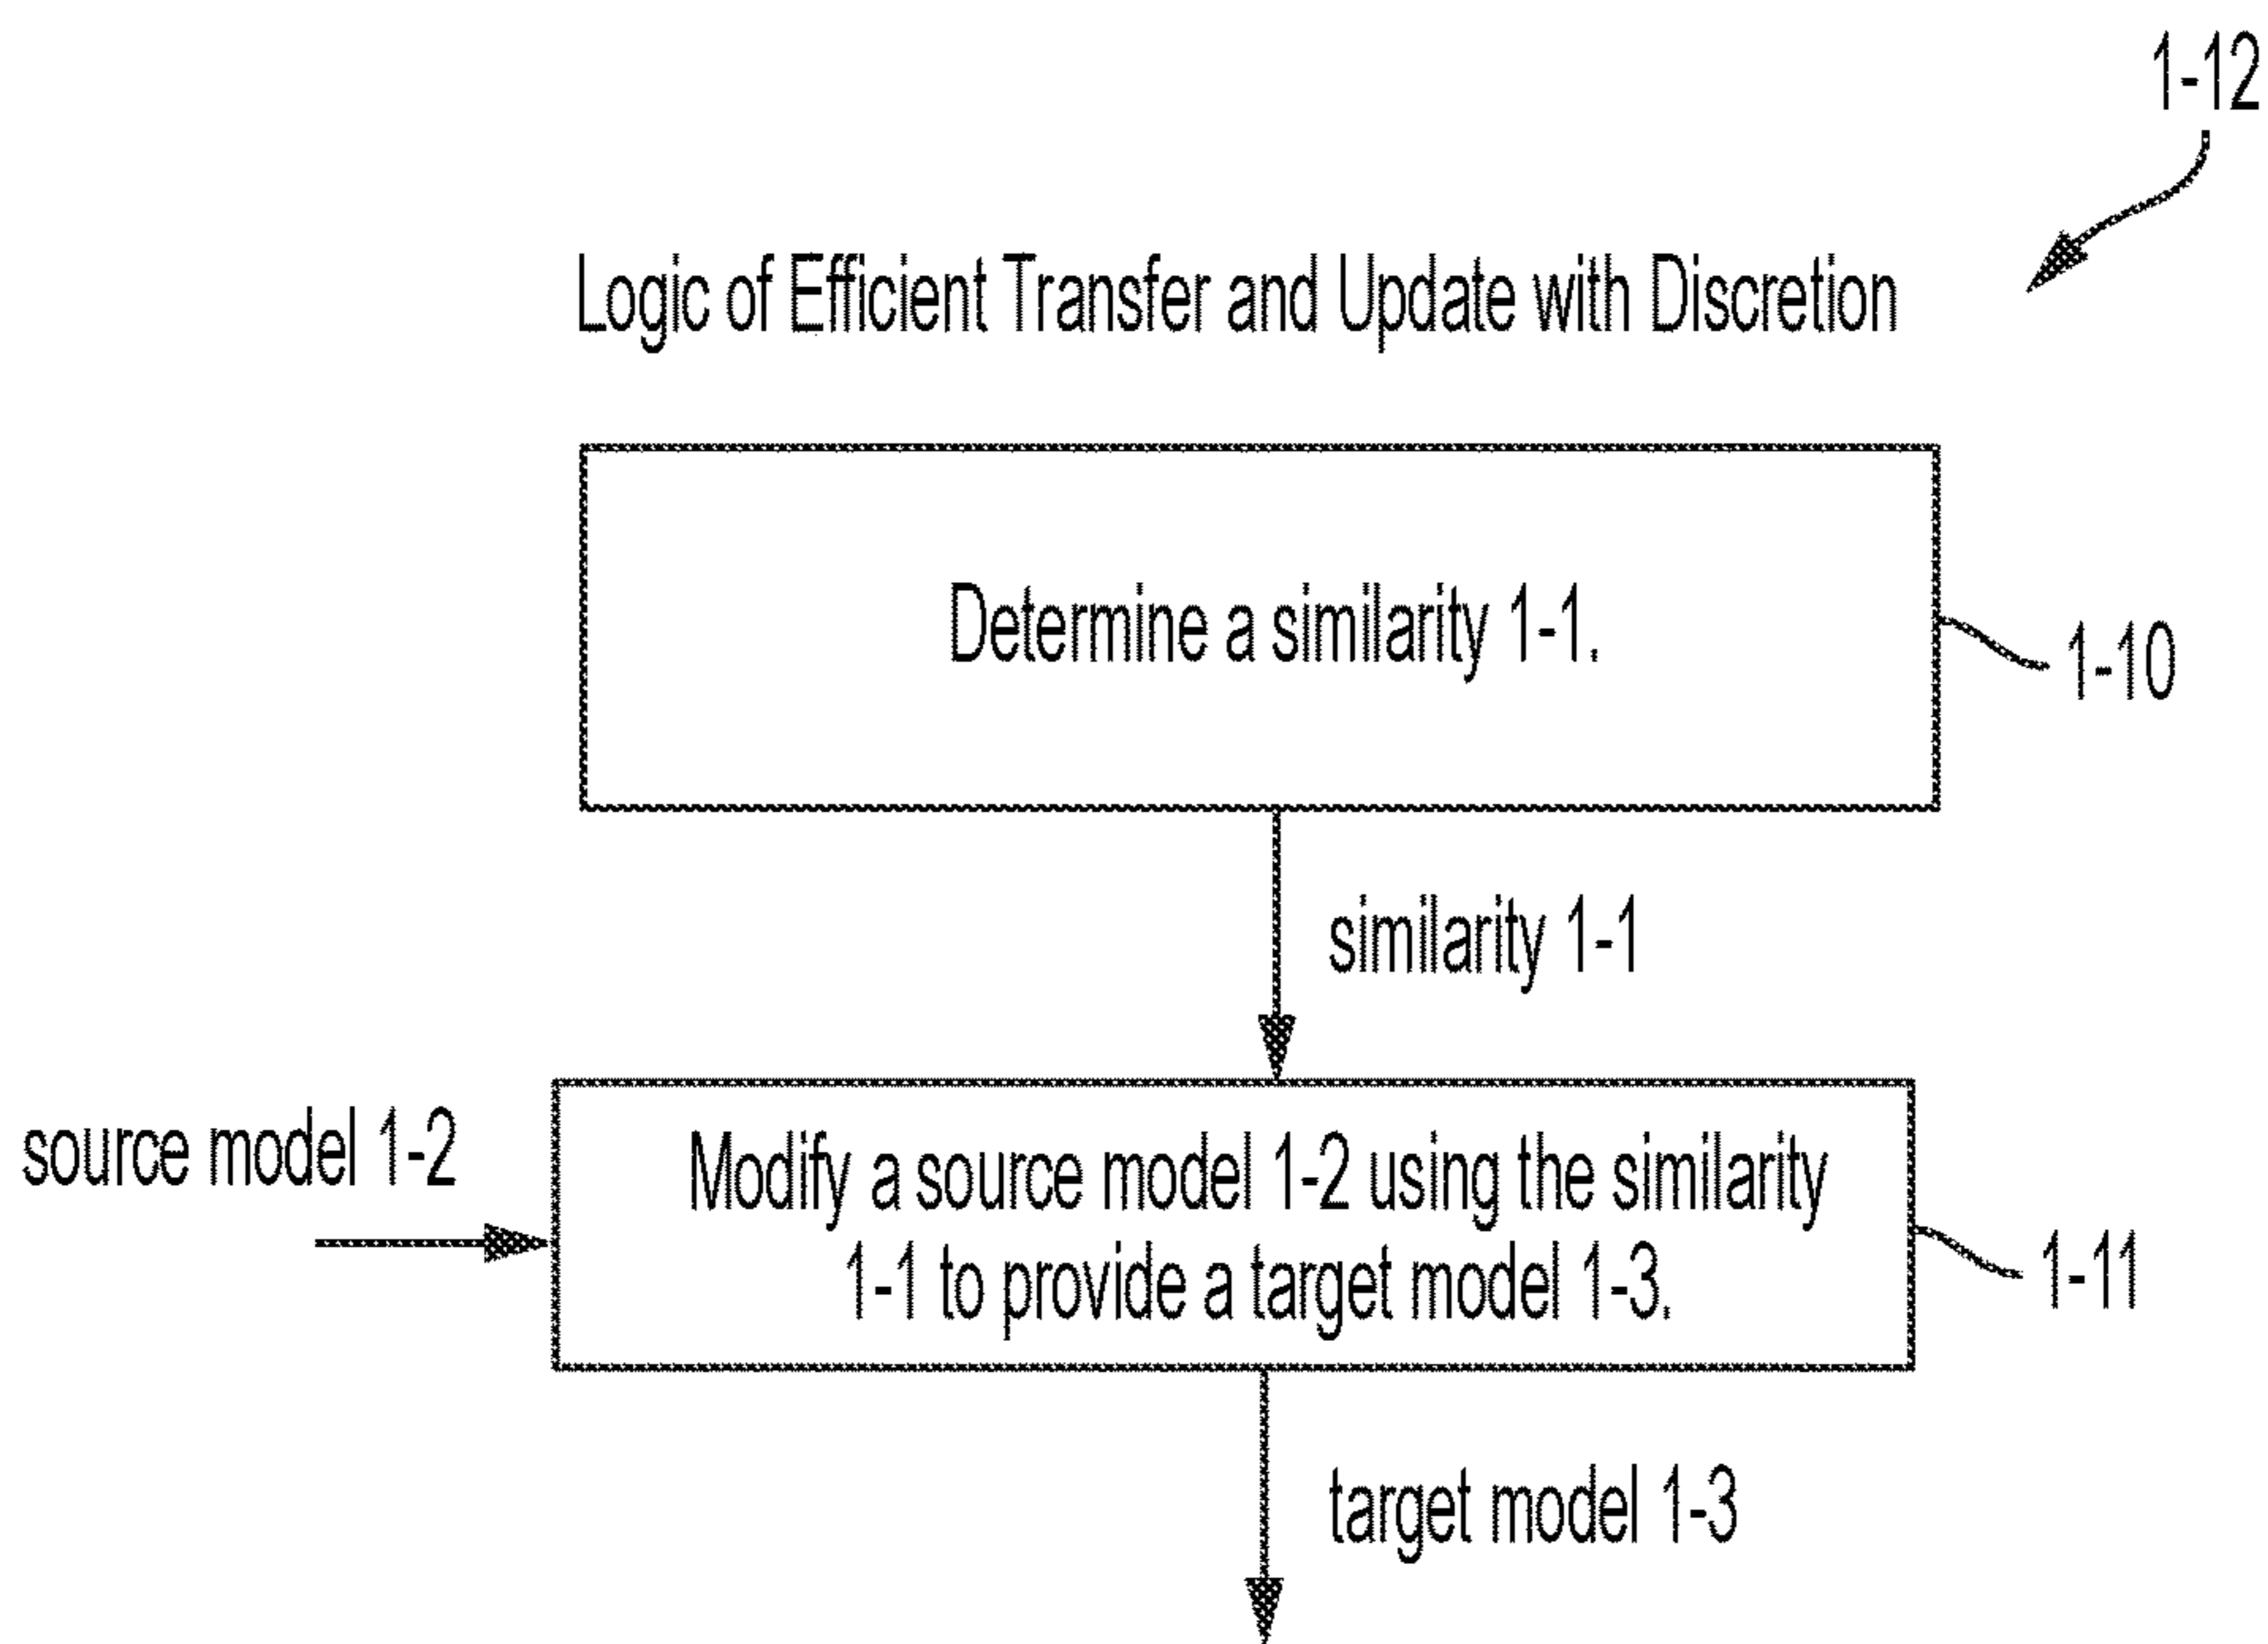 1-12
Logic of Efficient Transfer and Update with Discretion
Determine a similarity 1-1.
1-10
similarity 1-1
source model 1-2
Modify a source model 1-2 using the similarity
1-1 to provide a target model 1-3.
1-11
target model 1-3